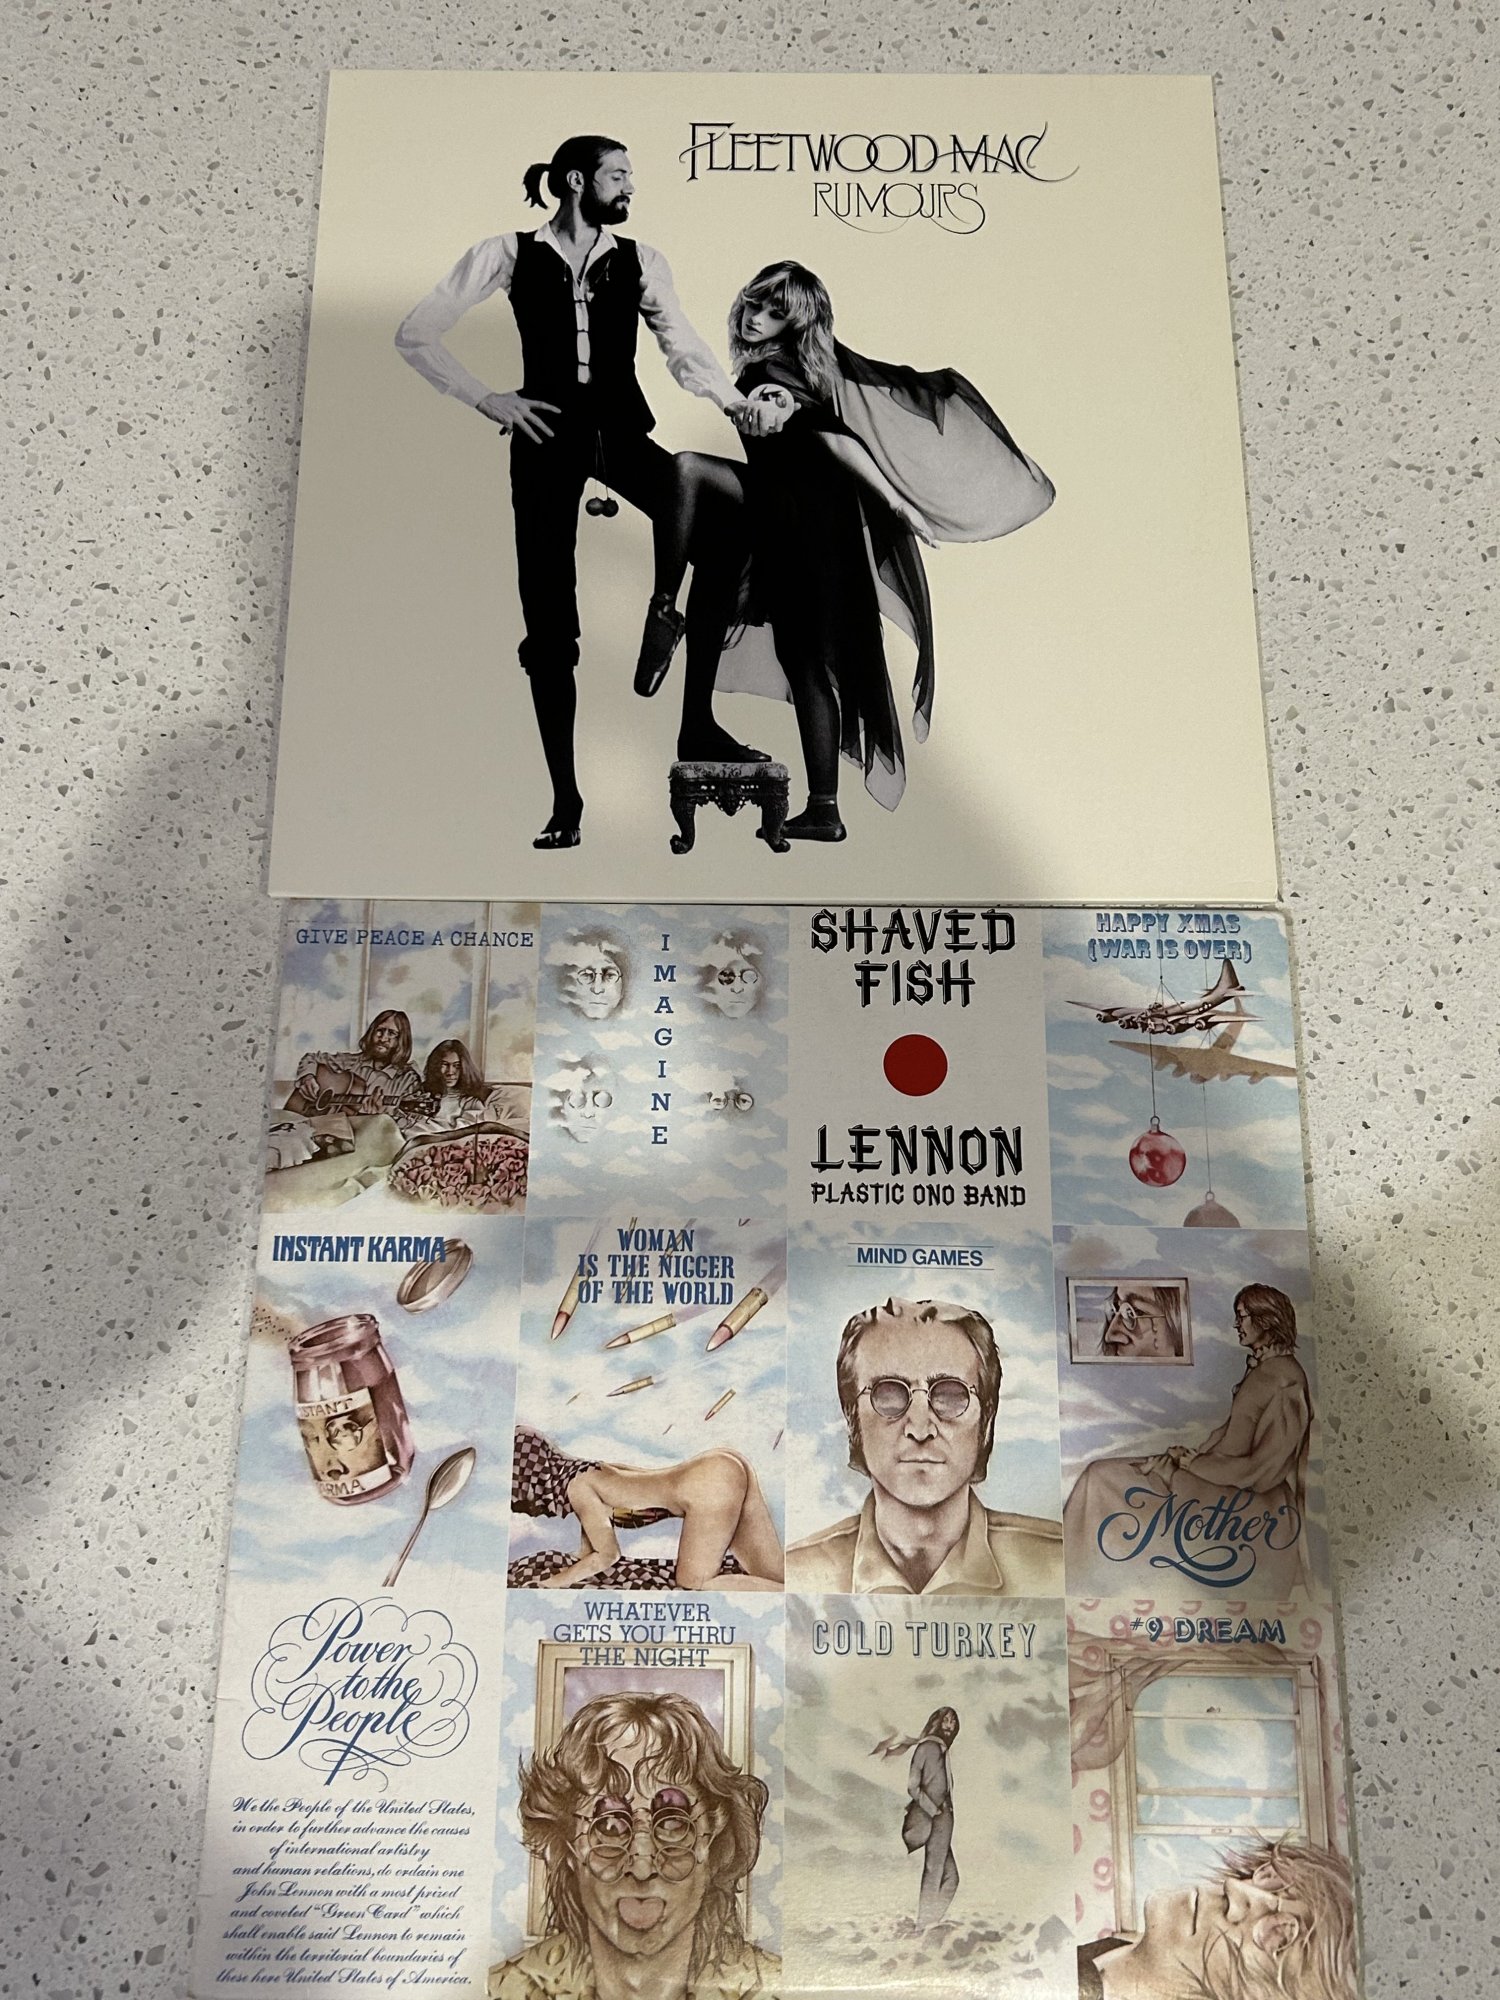 FLEETWOOD MAC
RUMOURS
GIVE PEACE A CHANCE
IMAGINE
SHAVED
FISH
LENNON
PLASTIC ONO BAND
HAPPY XMAS
(WAR IS OVER)
INSTANT KARMA
INSTANT
KARMA
WOMAN
IS THE NIGGER
OF THE WORLD
MIND GAMES
Mother
Power
to the
People
We the People of the United States,
in order to further advance the causes
of international artistry
and human relations, do ordain one
John Lennon with a most prized
and coveted "Green Card" which
shall enable said Lennon to remain
within the territorial boundaries of
these here United States of America.
WHATEVER
GETS YOU THRU
THE NIGHT
COLD TURKEY
#9 DREAM